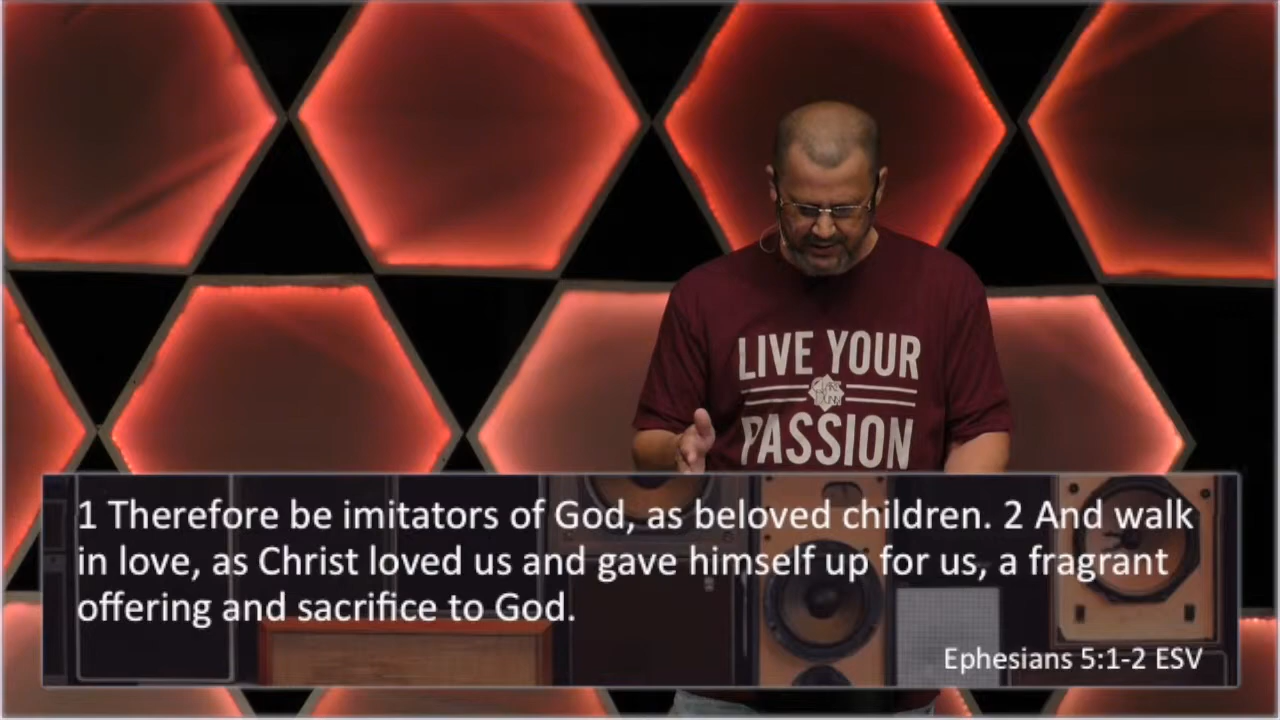 LIVE YOUR
PASSION
1 Therefore be imitators of God, as beloved children. 2 And walk
in love, as Christ loved us and gave himself up for us, a fragrant
offering and sacrifice to God.
Ephesians 5:1-2 ESV